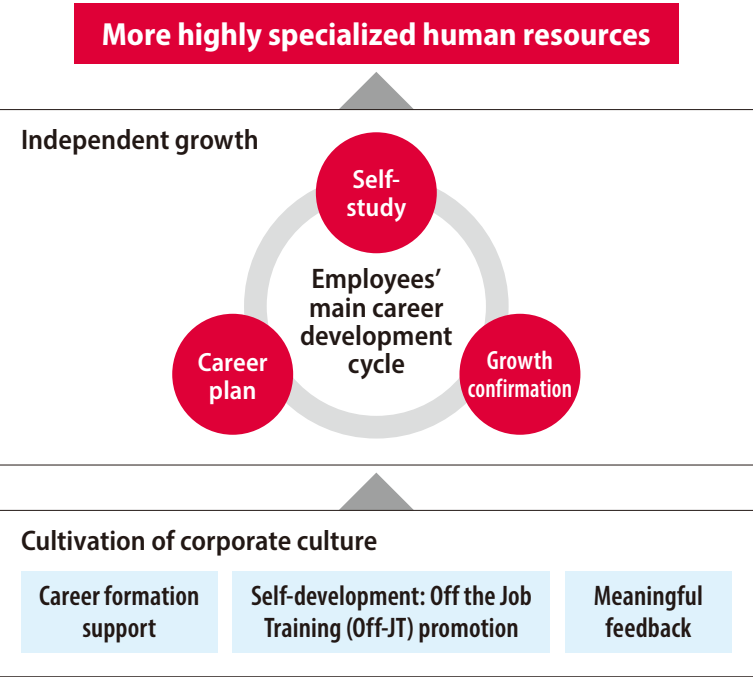 More highly specialized human resources
Independent growth
Self-
study
Employees’
main career
development
cycle
Career
plan
Growth
confirmation
Cultivation of corporate culture
Career formation
support
Self-development: Off the Job
Training (Off-JT) promotion
Meaningful
feedback